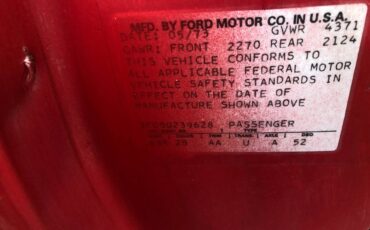 MFD. BY FORD MOTOR CO. IN U.S.A.
DATE: 05/73 GVWR 4371
GAWR: FRONT 2270 REAR 2124
THIS VEHICLE CONFORMS TO
ALL APPLICABLE FEDERAL MOTOR
VEHICLE SAFETY STANDARDS IN
EFFECT ON THE DATE OF
MANUFACTURE SHOWN ABOVE
PASSENGER
TYPE
TRIM TRANS. AXLE DSO
AA U A 52